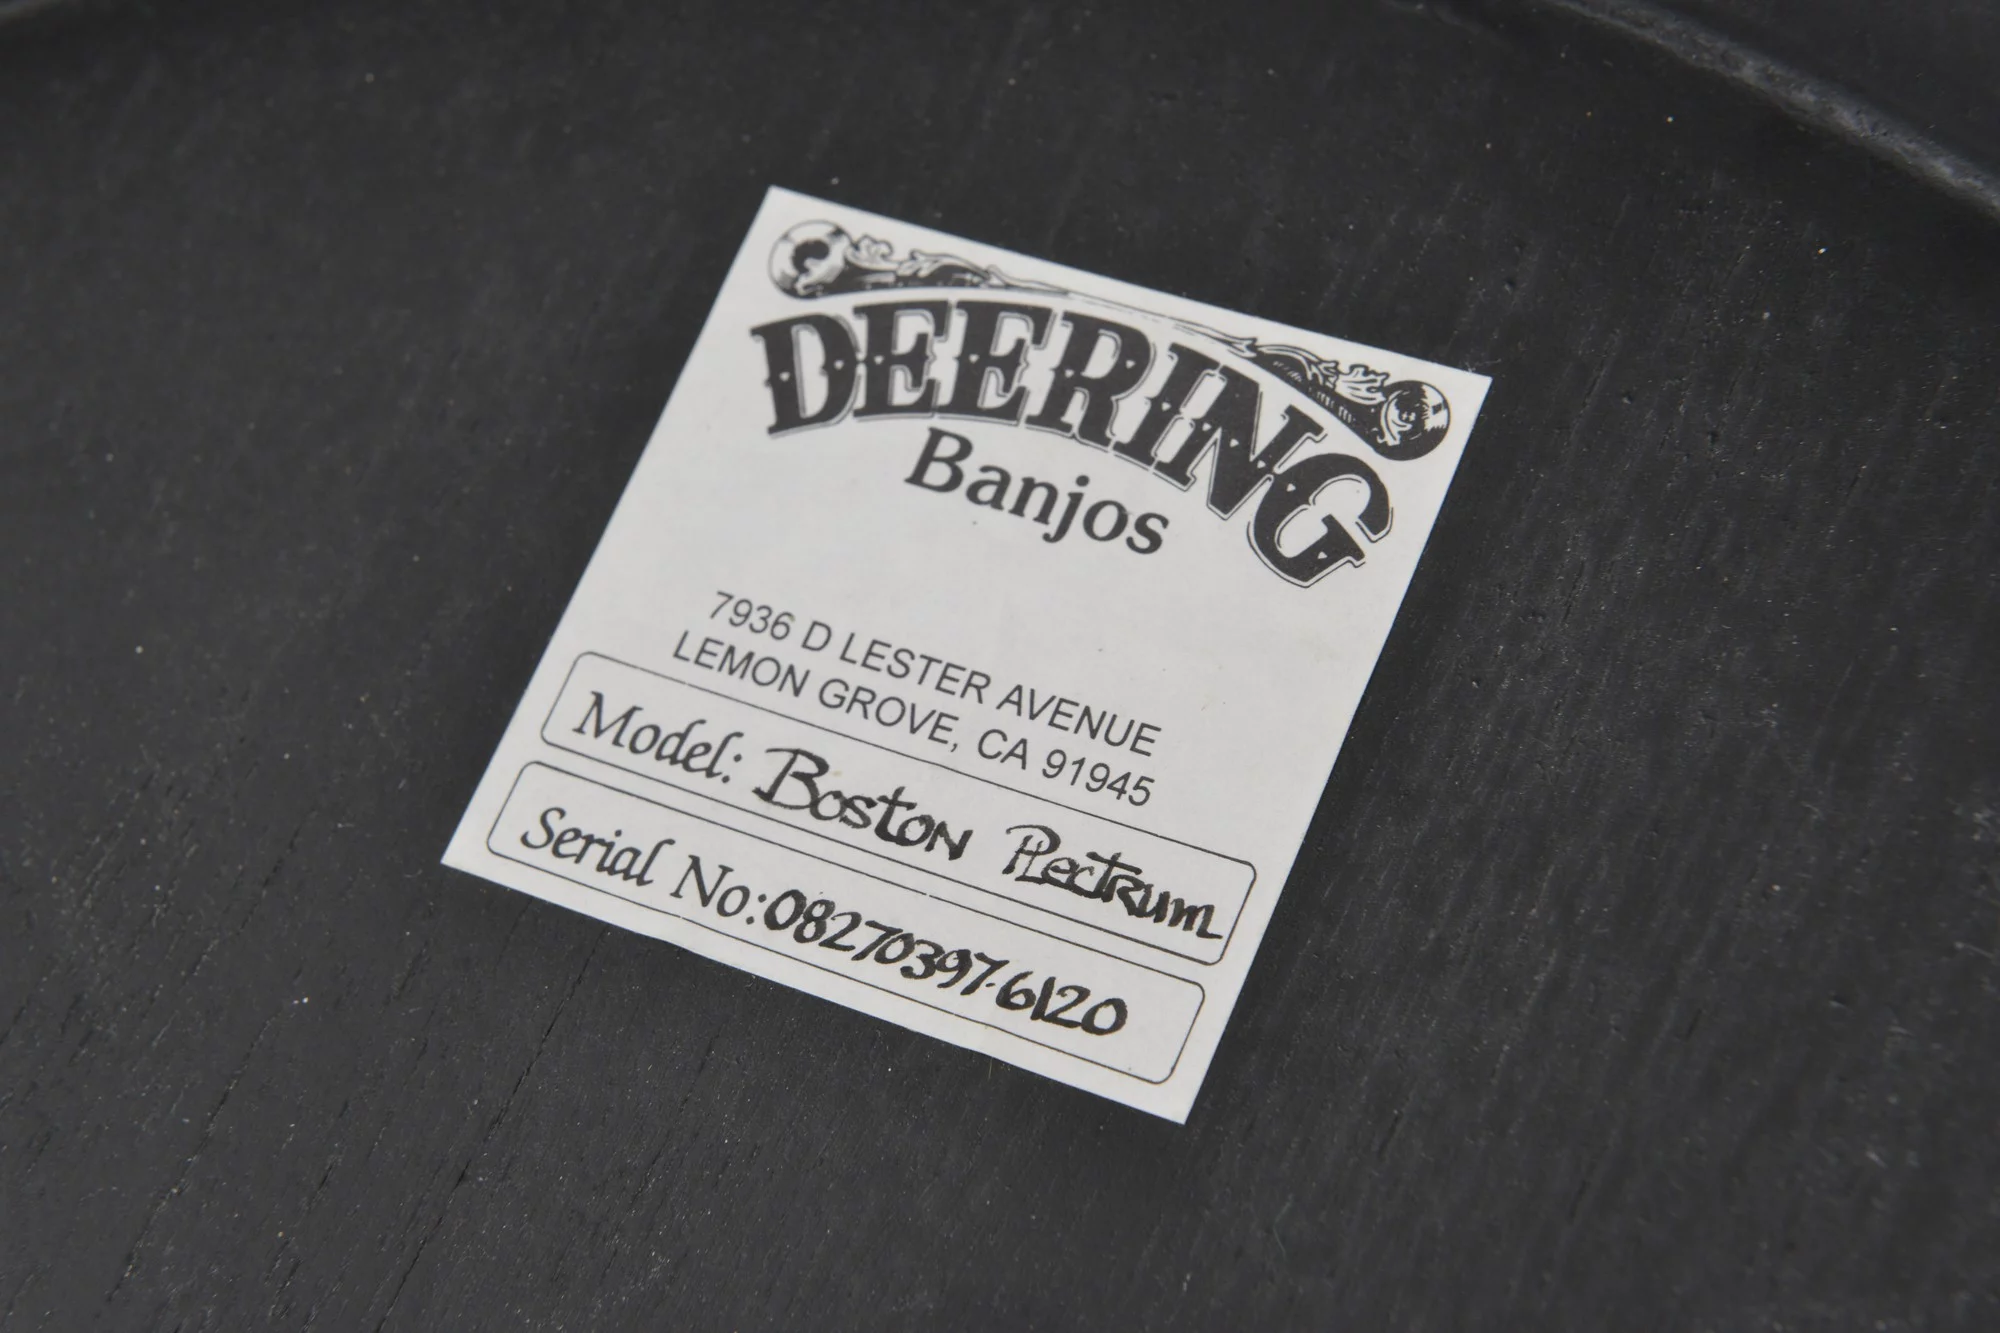 DEERING
Banjos
7936 D LESTER AVENUE
LEMON GROVE, CA 91945
Model: Boston Plectrum
Serial No: 08270397-6120